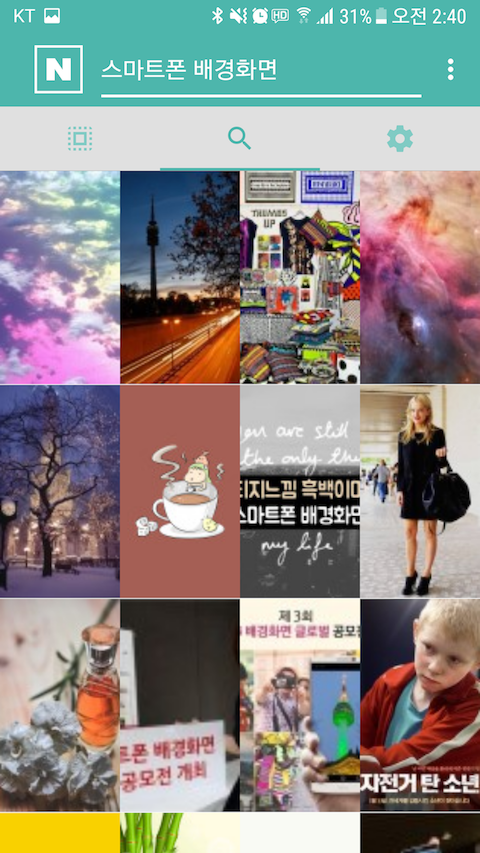 KT
HD
31%
오전 2:40
N
스마트폰 배경화면
THEMES
UP
are still
the only
티지느낌 흑백이미
스마트폰 배경화면
my life
제 3회
배경화면 글로벌 공모
트폰 배경화면
공모전 개최
자전거 탄 소년